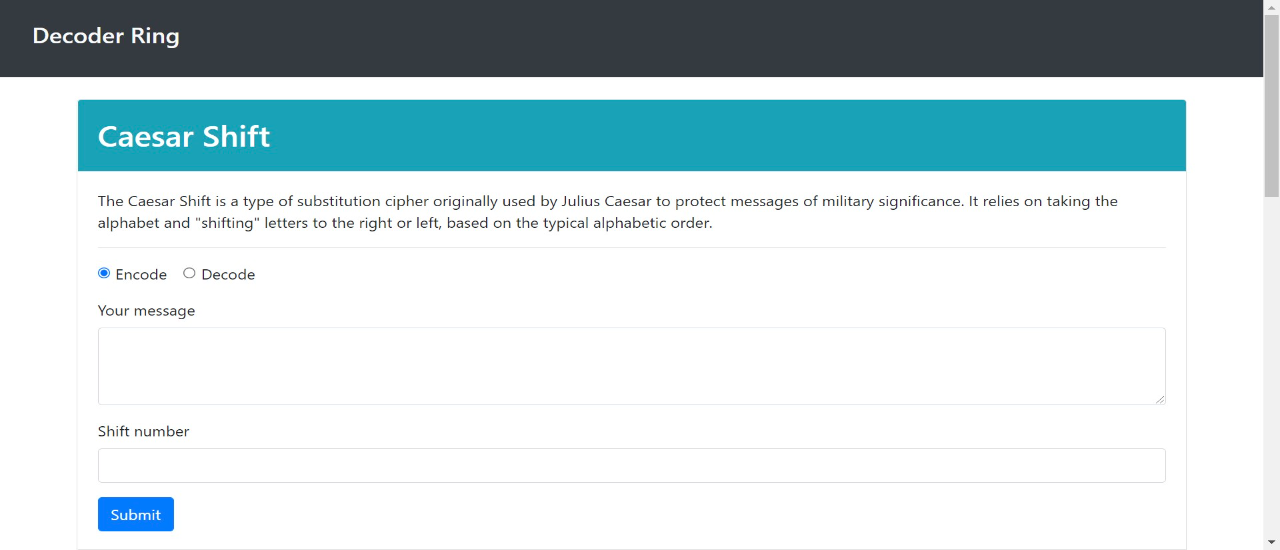 Decoder Ring
Caesar Shift
The Caesar Shift is a type of substitution cipher originally used by Julius Caesar to protect messages of military significance. It relies on taking the
alphabet and "shifting" letters to the right or left, based on the typical alphabetic order.
Encode Decode
Your message
Shift number
Submit